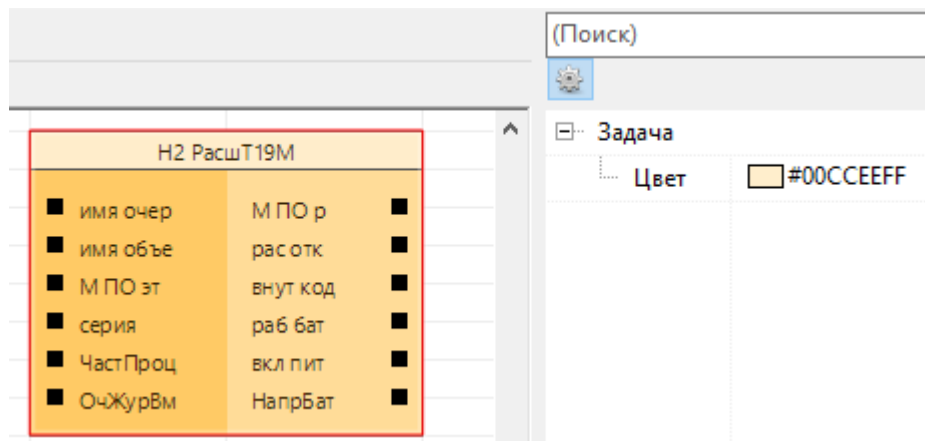 (Поиск)
Задача
Цвет #00CCEEFF
Н2 РасшТ19М
имя очер М ПО р
имя объе рас отк
М ПО эт внут код
серия раб бат
ЧастПроц вкл пит
ОчЖурВм НапрБат